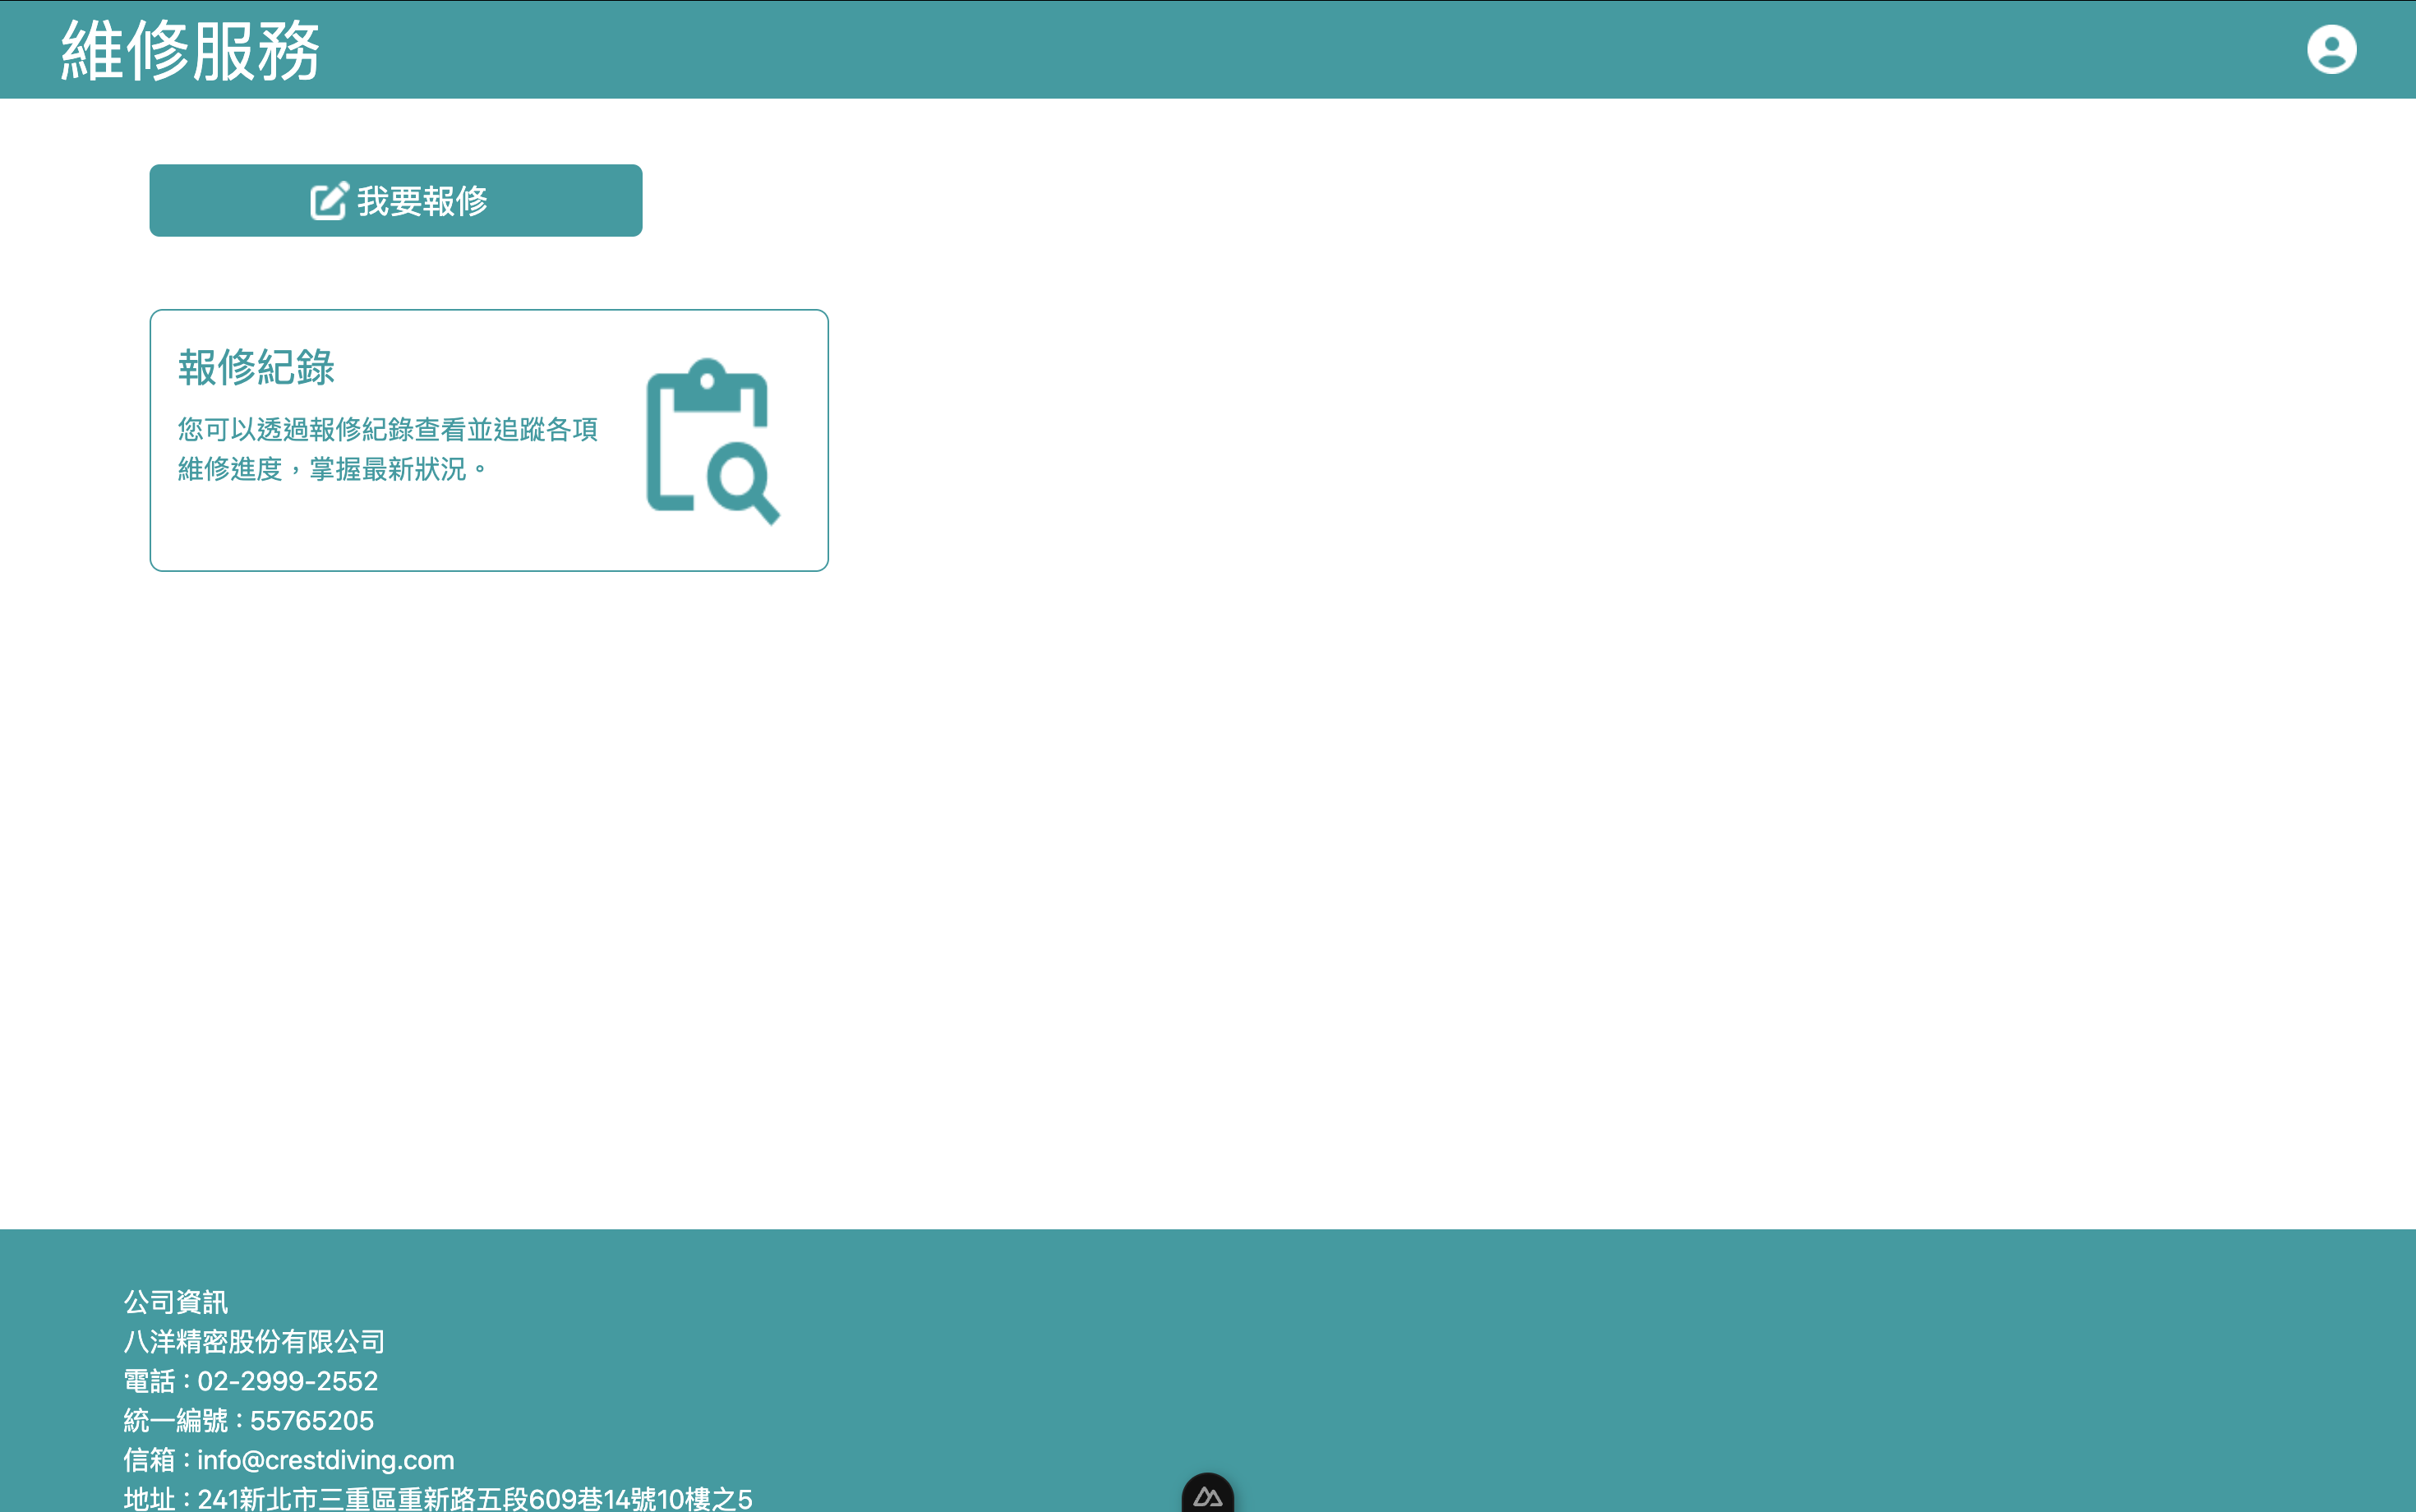 維修服務
我要報修
報修紀錄
您可以透過報修紀錄查看並追蹤各項
維修進度，掌握最新狀況。
公司資訊
八洋精密股份有限公司
電話：02-2999-2552
統一編號：55765205
信箱：info@crestdiving.com
地址：241新北市三重區重新路五段609巷14號10樓之5